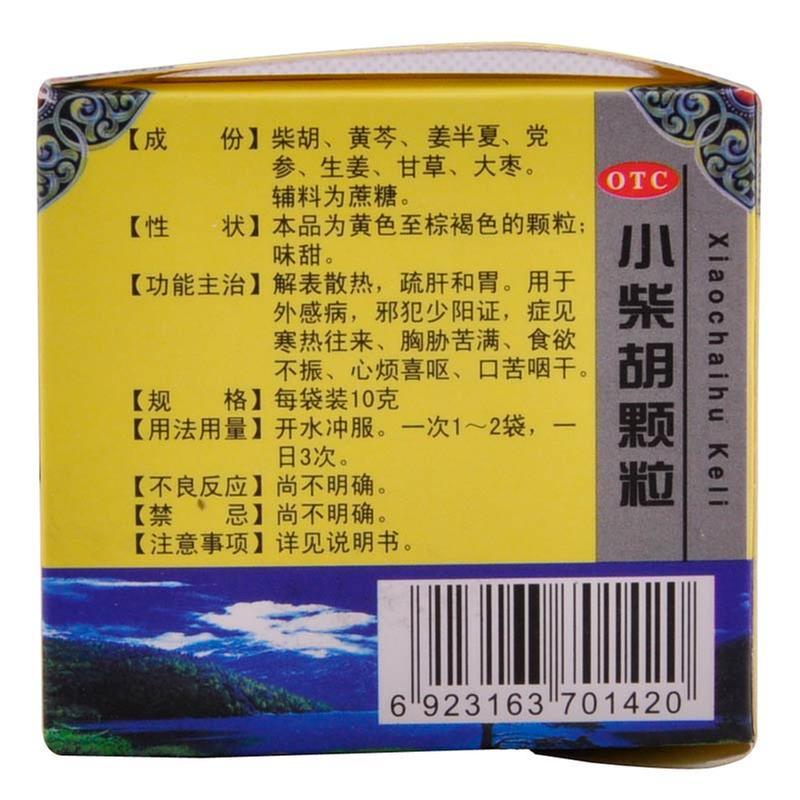 【成　份】柴胡、黄芩、姜半夏、党
参、生姜、甘草、大枣。
辅料为蔗糖。
【性　状】本品为黄色至棕褐色的颗粒；
味甜。
【功能主治】解表散热，疏肝和胃。用于
外感病，邪犯少阳证，症见
寒热往来、胸胁苦满、食欲
不振、心烦喜呕、口苦咽干。
【规　格】每袋装10克
【用法用量】开水冲服。一次1～2袋，一
日3次。
【不良反应】尚不明确。
【禁　忌】尚不明确。
【注意事项】详见说明书。
OTC
小柴胡颗粒
Xiaochaihu Keli
6 923163 701420